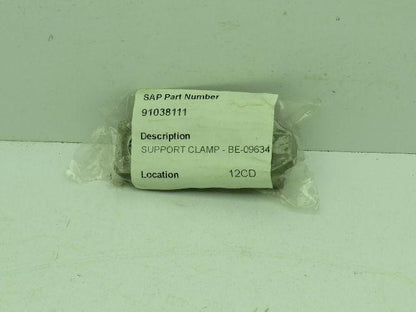 SAP Part Number
91038111
Description
SUPPORT CLAMP - BE-09634
Location 12CD